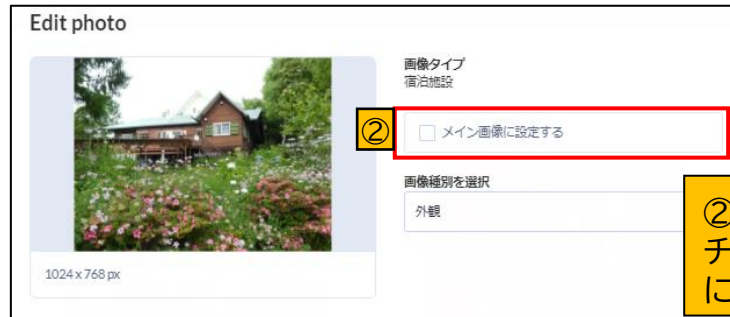 Edit photo
画像タイプ
宿泊施設
②
メイン画像に設定する
画像種別を選択
外観
1024 x 768 px
②
チ
に